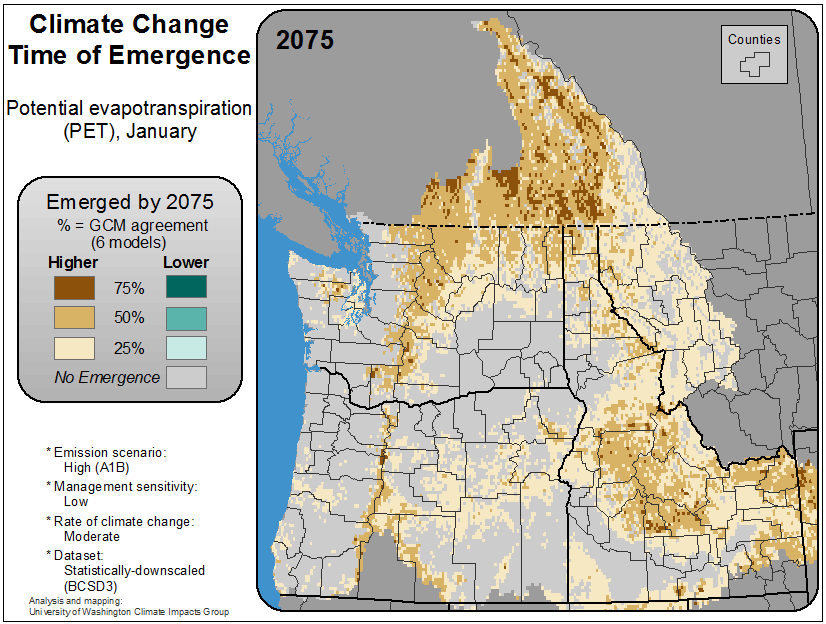 Climate Change
Time of Emergence
Potential evapotranspiration
(PET), January
Emerged by 2075
% = GCM agreement
(6 models)
Higher Lower
75%
50%
25%
No Emergence
* Emission scenario:
High (A1B)
* Management sensitivity:
Low
* Rate of climate change:
Moderate
* Dataset:
Statistically-downscaled
(BCSD3)
Analysis and mapping:
University of Washington Climate Impacts Group
2075
Counties